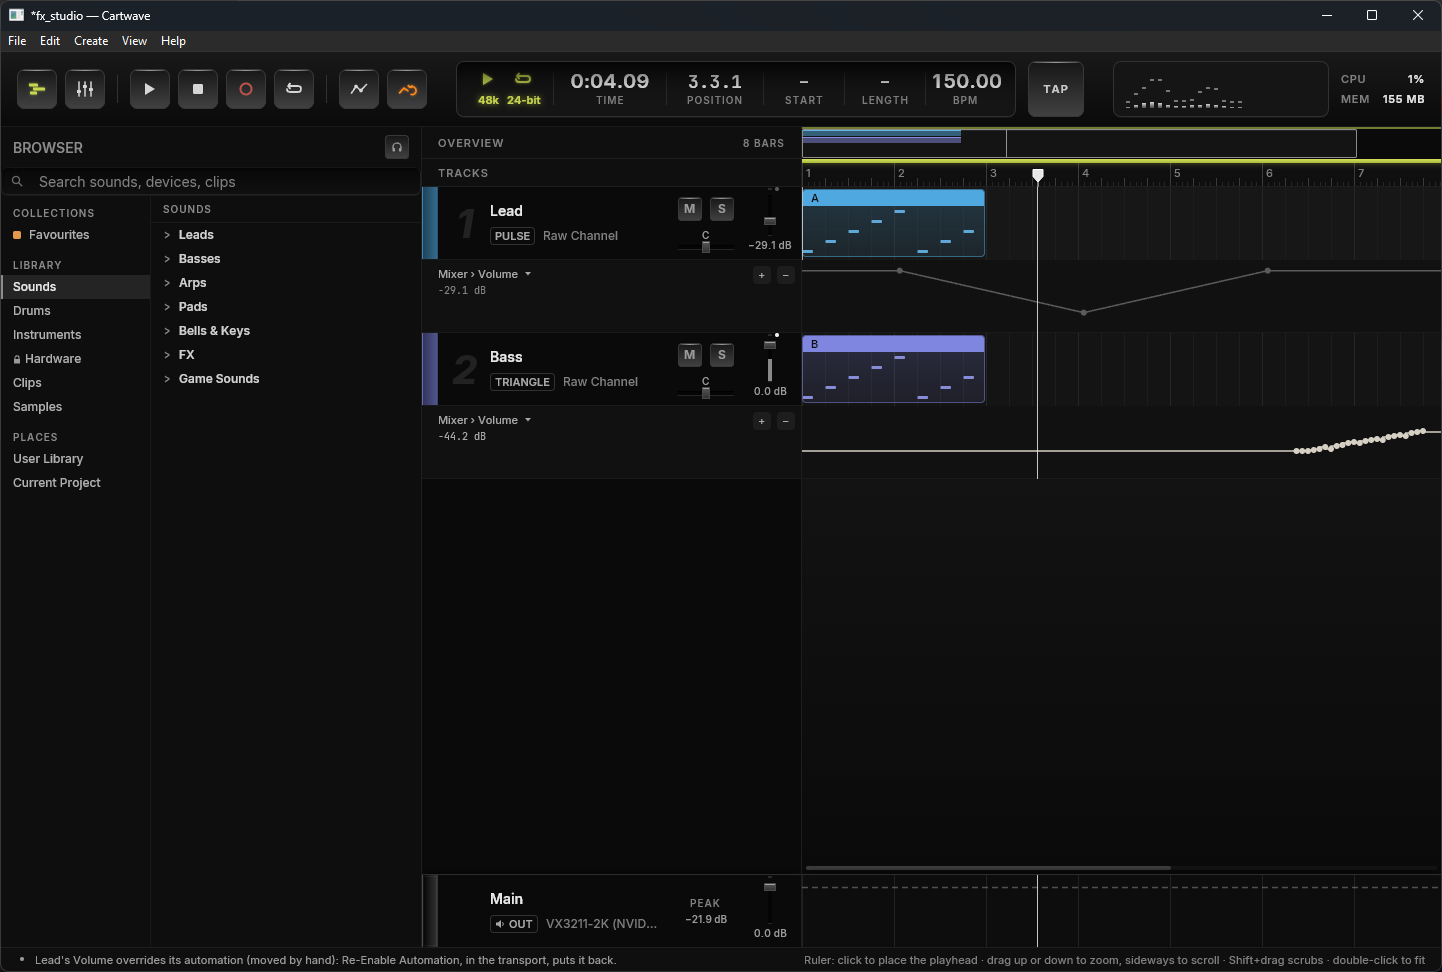 *fx_studio — Cartwave
File Edit Create View Help
48k 24-bit
0:04.09 TIME
3.3.1 POSITION
– START
– LENGTH
150.00 BPM
TAP
CPU 1%
MEM 155 MB
BROWSER
Search sounds, devices, clips
COLLECTIONS
Favourites
LIBRARY
Sounds
Drums
Instruments
Hardware
Clips
Samples
PLACES
User Library
Current Project
SOUNDS
> Leads
> Basses
> Arps
> Pads
> Bells & Keys
> FX
> Game Sounds
OVERVIEW 8 BARS
TRACKS
1 2 3 4 5 6 7
1 Lead M S
PULSE Raw Channel C −29.1 dB
A
Mixer › Volume + −
-29.1 dB
2 Bass M S
TRIANGLE Raw Channel C 0.0 dB
B
Mixer › Volume + −
-44.2 dB
Main PEAK
OUT VX3211-2K (NVID... −21.9 dB
0.0 dB
Lead's Volume overrides its automation (moved by hand): Re-Enable Automation, in the transport, puts it back.
Ruler: click to place the playhead · drag up or down to zoom, sideways to scroll · Shift+drag scrubs · double-click to fit